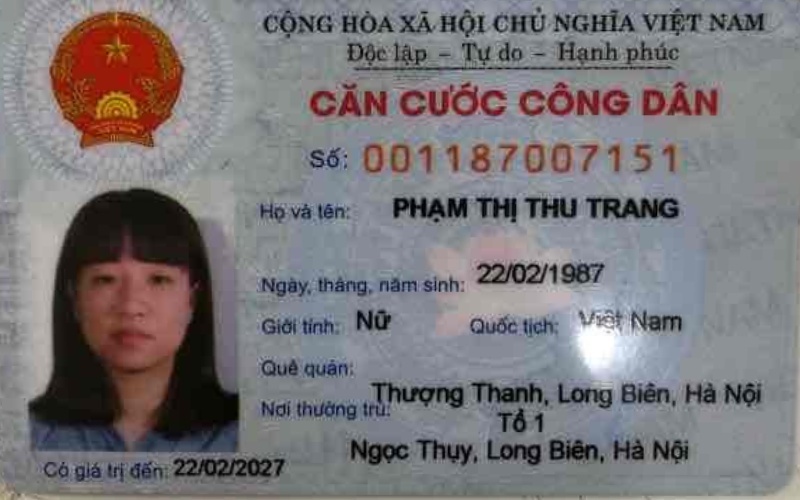 CỘNG HÒA XÃ HỘI CHỦ NGHĨA VIỆT NAM
Độc lập – Tự do – Hạnh phúc
CĂN CƯỚC CÔNG DÂN
Số: 001187007151
Họ và tên: PHẠM THỊ THU TRANG
Ngày, tháng, năm sinh: 22/02/1987
Giới tính: Nữ Quốc tịch: Việt Nam
Quê quán:
Thượng Thanh, Long Biên, Hà Nội
Nơi thường trú: Tổ 1
Ngọc Thụy, Long Biên, Hà Nội
Có giá trị đến: 22/02/2027